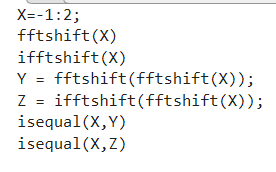 X=-1:2;
fftshift(X)
ifftshift(X)
Y = fftshift(fftshift(X));
Z = ifftshift(fftshift(X));
isequal(X,Y)
isequal(X,Z)